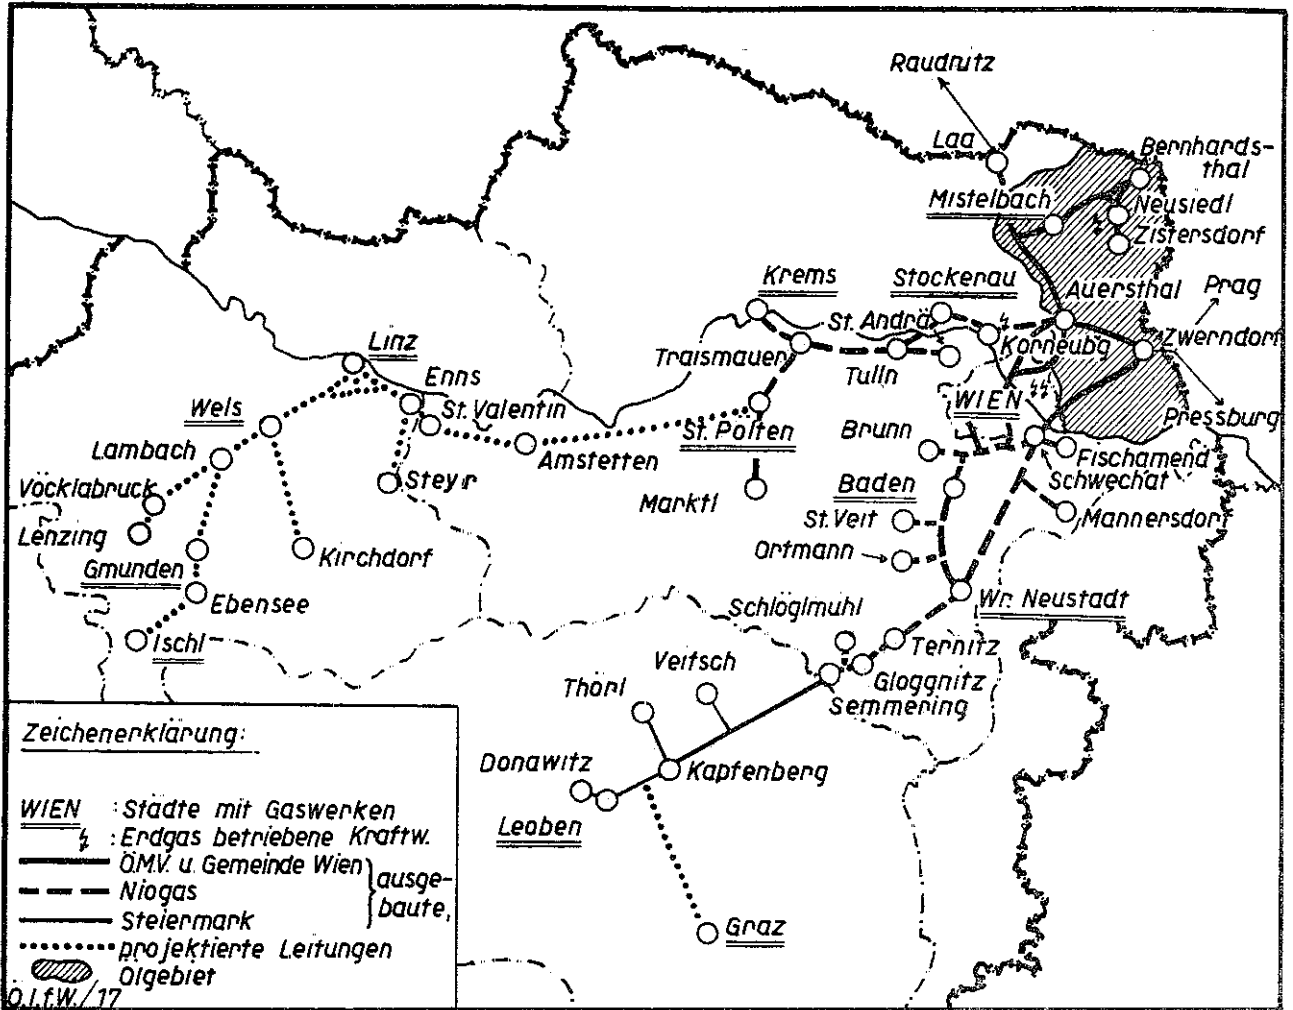 Raudnitz
Laa
Bernhards-
thal
Mistelbach
Neusiedl
Zistersdorf
Krems
Stockerau
Auersthal
Prag
St. Andrä
Zwerndorf
Linz
Traismauer
Korneubg
Tulln
Enns
St. Valentin
WIEN
Pressburg
Wels
St. Pölten
Brunn
Amstetten
Fischamend
Lambach
Schwechat
Vöcklabruck
Steyr
Marktl
Baden
St. Veit
Mannersdorf
Lenzing
Ortmann
Kirchdorf
Gmunden
Ebensee
Schlöglmühl
Wr. Neustadt
Ischl
Ternitz
Veitsch
Gloggnitz
Thörl
Semmering
Donawitz
Kapfenberg
Leoben
Graz
Zeichenerklärung:
WIEN : Städte mit Gaswerken
: Erdgas betriebene Kraftw.
Ö.M.V. u. Gemeinde Wien
Niogas
Steiermark
ausge-
baute,
projektierte Leitungen
Ölgebiet
Ö.I.f.W./17